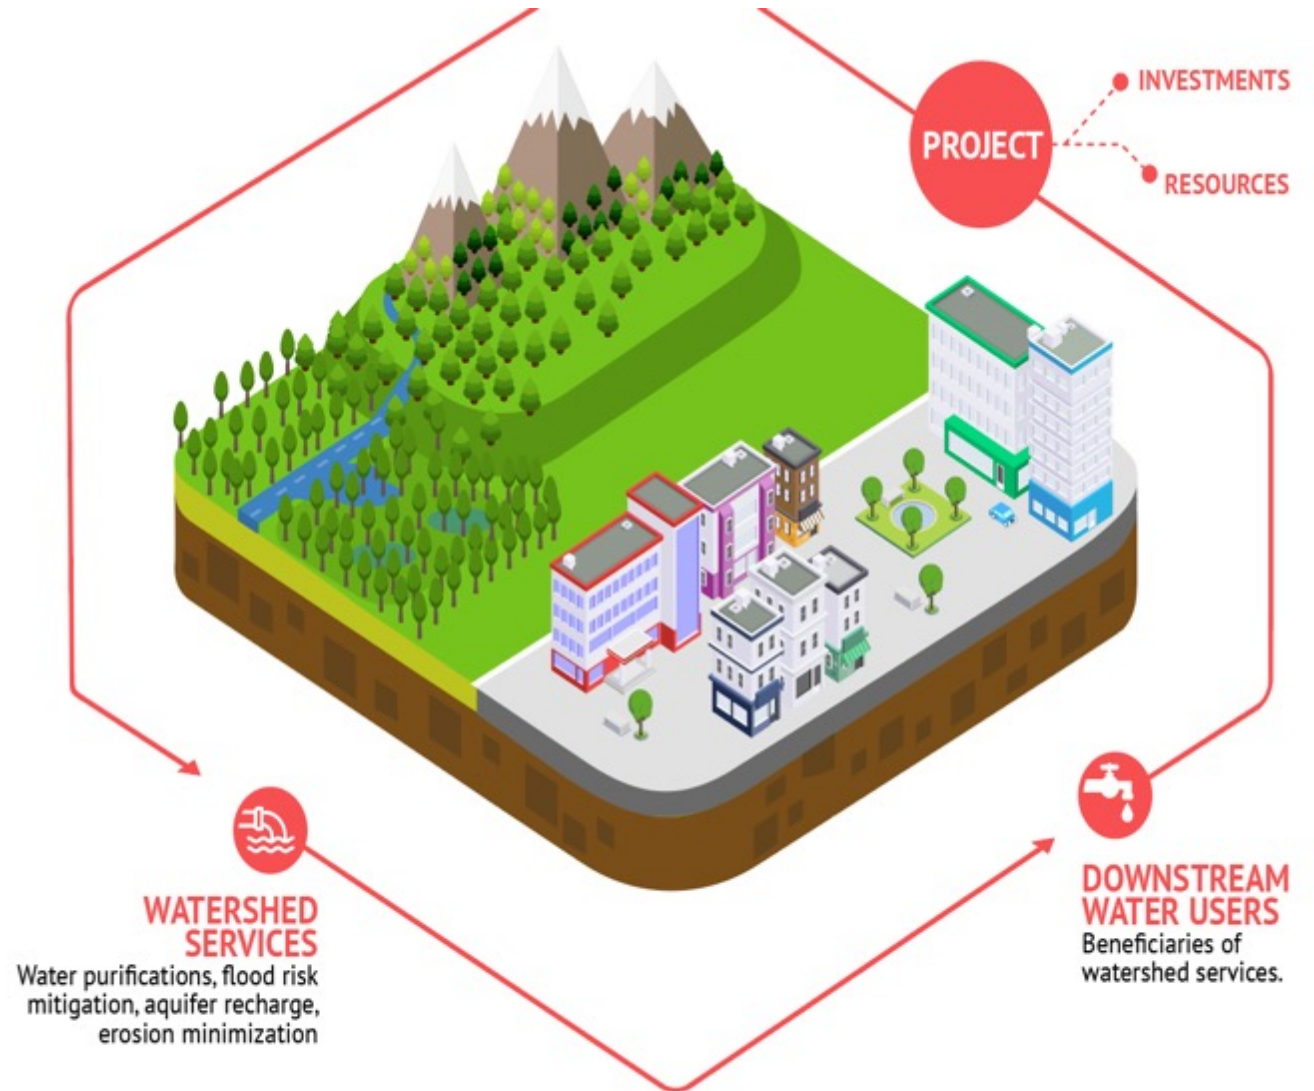 INVESTMENTS
PROJECT
RESOURCES
WATERSHED
SERVICES
Water purifications, flood risk
mitigation, aquifer recharge,
erosion minimization
DOWNSTREAM
WATER USERS
Beneficiaries of
watershed services.